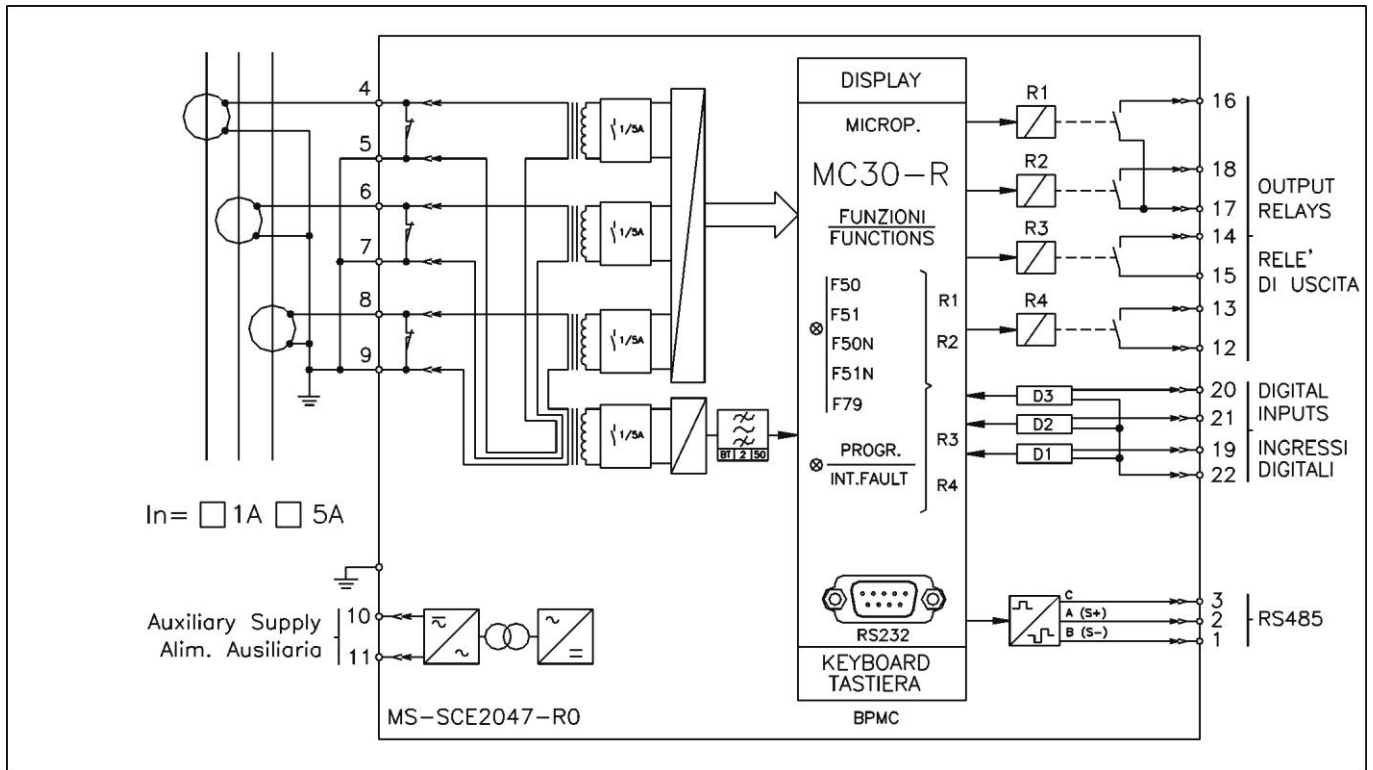 4
5
6
7
8
9
1/5A
1/5A
1/5A
1/5A
BT 2 50
In= 1A 5A
Auxiliary Supply
Alim. Ausiliaria
10
11
MS-SCE2047-R0
DISPLAY
MICROP.
MC30-R
FUNZIONI
FUNCTIONS
F50
F51
F50N
F51N
F79
R1
R2
PROGR.
INT.FAULT
R3
R4
RS232
KEYBOARD
TASTIERA
BPMC
R1
R2
R3
R4
D3
D2
D1
C
A (S+)
B (S-)
16
18
17
14
15
13
12
OUTPUT
RELAYS
RELE'
DI USCITA
20
21
19
22
DIGITAL
INPUTS
INGRESSI
DIGITALI
3
2
1
RS485